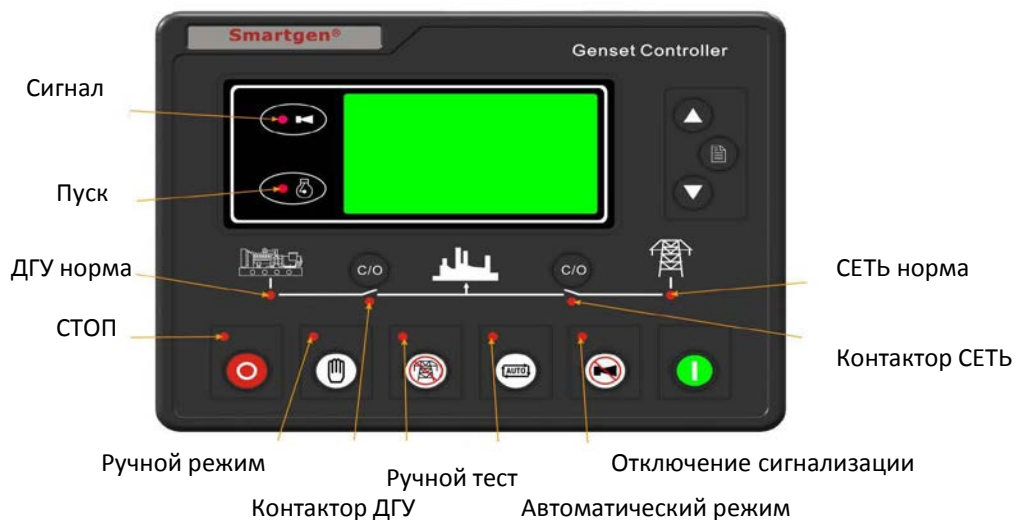 Smartgen®
Genset Controller
Сигнал
Пуск
ДГУ норма
C/O
C/O
СЕТЬ норма
СТОП
AUTO
Контактор СЕТЬ
Ручной режим
Ручной тест
Отключение сигнализации
Контактор ДГУ
Автоматический режим